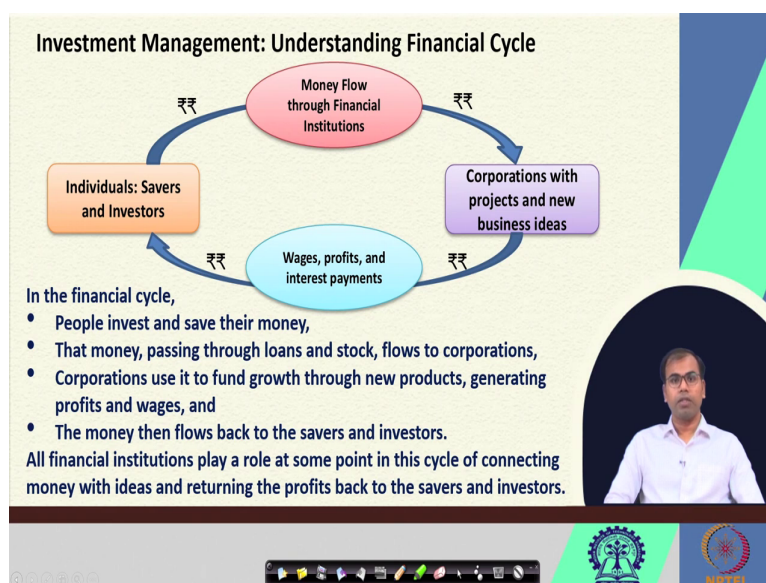 Investment Management: Understanding Financial Cycle
Money Flow
through Financial
Institutions
₹₹
₹₹
Individuals: Savers
and Investors
Corporations with
projects and new
business ideas
Wages, profits, and
interest payments
₹₹
₹₹
In the financial cycle,
• People invest and save their money,
• That money, passing through loans and stock, flows to corporations,
• Corporations use it to fund growth through new products, generating
profits and wages, and
• The money then flows back to the savers and investors.
All financial institutions play a role at some point in this cycle of connecting
money with ideas and returning the profits back to the savers and investors.
NPTEL